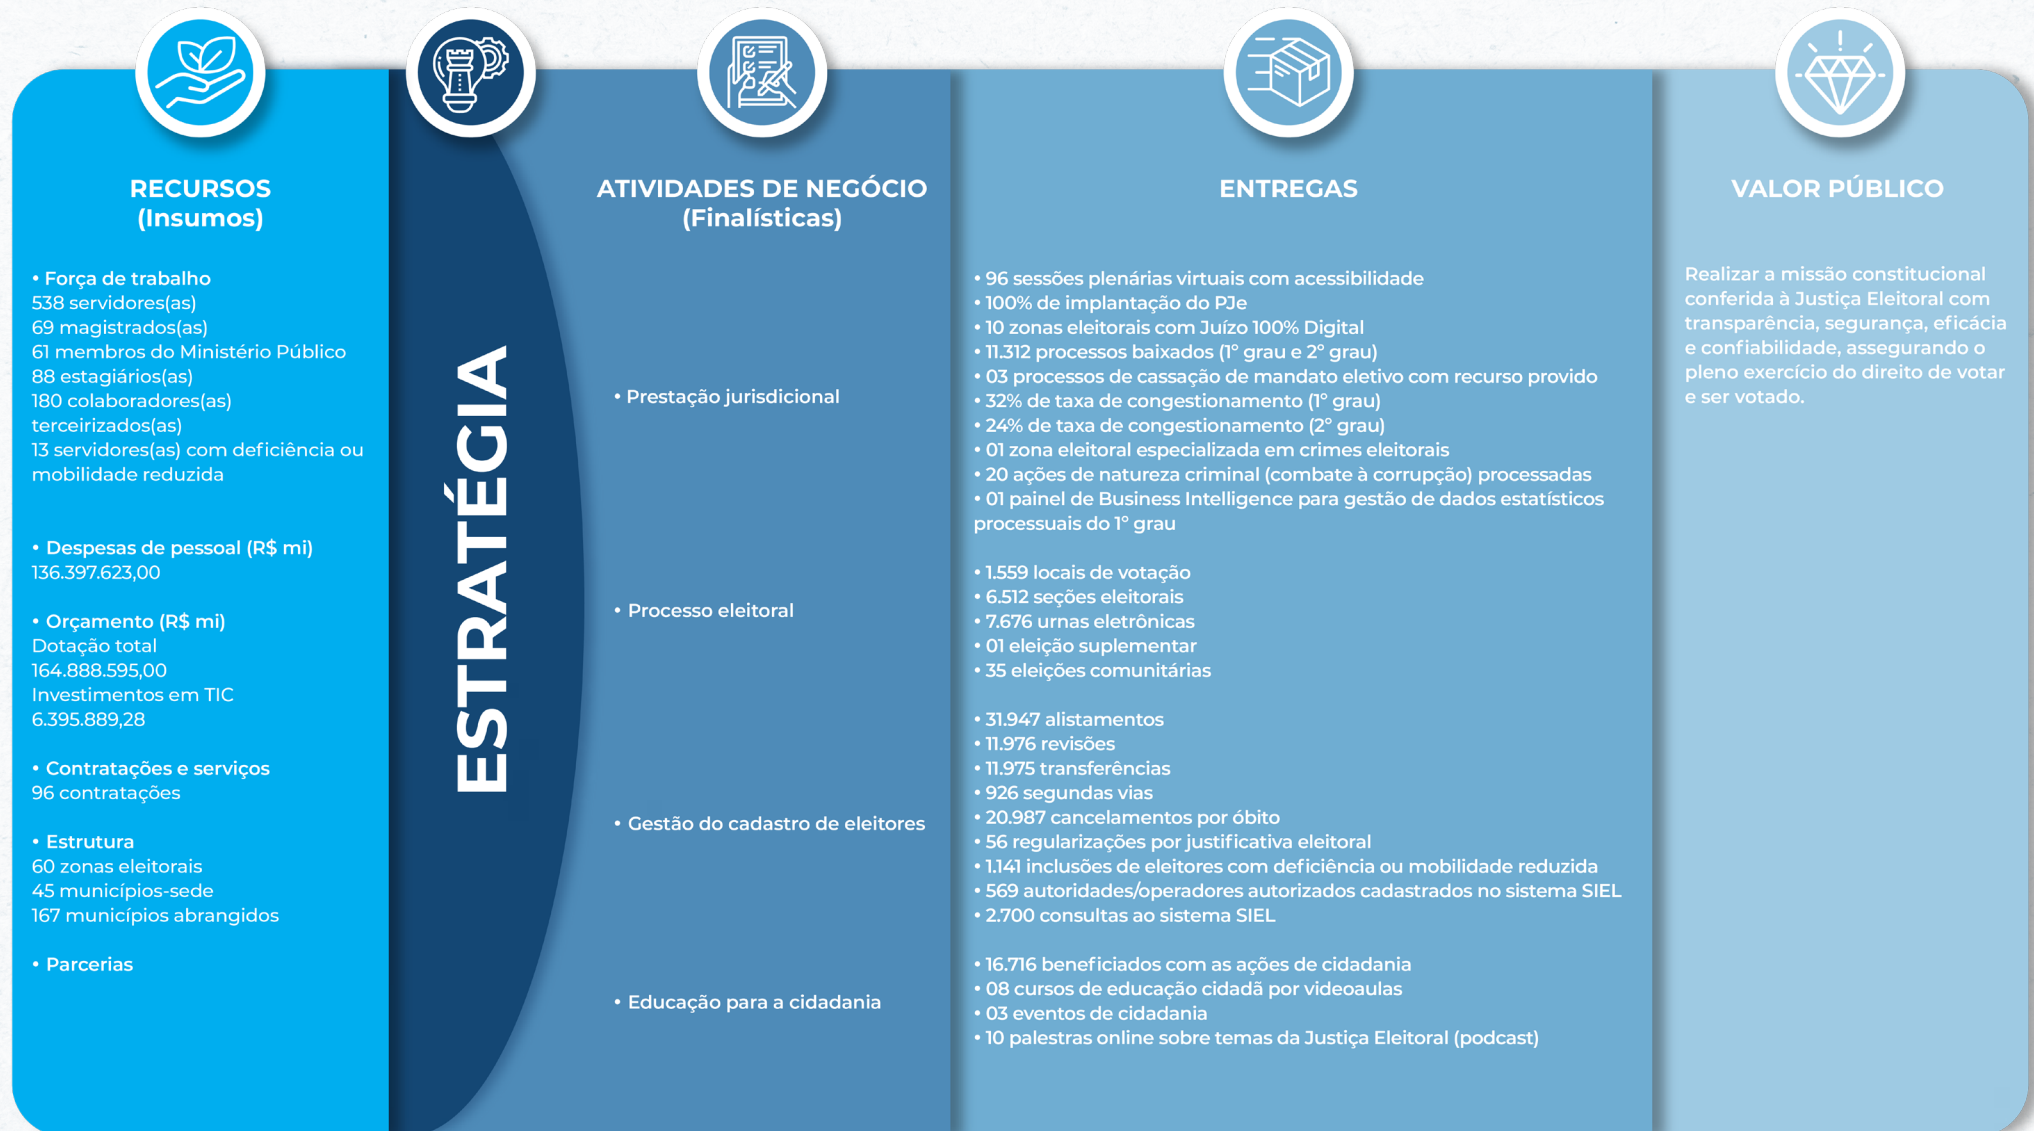 RECURSOS
(Insumos)
• Força de trabalho
538 servidores(as)
69 magistrados(as)
61 membros do Ministério Público
88 estagiários(as)
180 colaboradores(as)
terceirizados(as)
13 servidores(as) com deficiência ou
mobilidade reduzida
• Despesas de pessoal (R$ mi)
136.397.623,00
• Orçamento (R$ mi)
Dotação total
164.888.595,00
Investimentos em TIC
6.395.889,28
• Contratações e serviços
96 contratações
• Estrutura
60 zonas eleitorais
45 municípios-sede
167 municípios abrangidos
• Parcerias
ESTRATÉGIA
ATIVIDADES DE NEGÓCIO
(Finalísticas)
• Prestação jurisdicional
• Processo eleitoral
• Gestão do cadastro de eleitores
• Educação para a cidadania
ENTREGAS
• 96 sessões plenárias virtuais com acessibilidade
• 100% de implantação do PJe
• 10 zonas eleitorais com Juízo 100% Digital
• 11.312 processos baixados (1° grau e 2° grau)
• 03 processos de cassação de mandato eletivo com recurso provido
• 32% de taxa de congestionamento (1° grau)
• 24% de taxa de congestionamento (2° grau)
• 01 zona eleitoral especializada em crimes eleitorais
• 20 ações de natureza criminal (combate à corrupção) processadas
• 01 painel de Business Intelligence para gestão de dados estatísticos
processuais do 1° grau
• 1.559 locais de votação
• 6.512 seções eleitorais
• 7.676 urnas eletrônicas
• 01 eleição suplementar
• 35 eleições comunitárias
• 31.947 alistamentos
• 11.976 revisões
• 11.975 transferências
• 926 segundas vias
• 20.987 cancelamentos por óbito
• 56 regularizações por justificativa eleitoral
• 1.141 inclusões de eleitores com deficiência ou mobilidade reduzida
• 569 autoridades/operadores autorizados cadastrados no sistema SIEL
• 2.700 consultas ao sistema SIEL
• 16.716 beneficiados com as ações de cidadania
• 08 cursos de educação cidadã por videoaulas
• 03 eventos de cidadania
• 10 palestras online sobre temas da Justiça Eleitoral (podcast)
VALOR PÚBLICO
Realizar a missão constitucional
conferida à Justiça Eleitoral com
transparência, segurança, eficácia
e confiabilidade, assegurando o
pleno exercício do direito de votar
e ser votado.